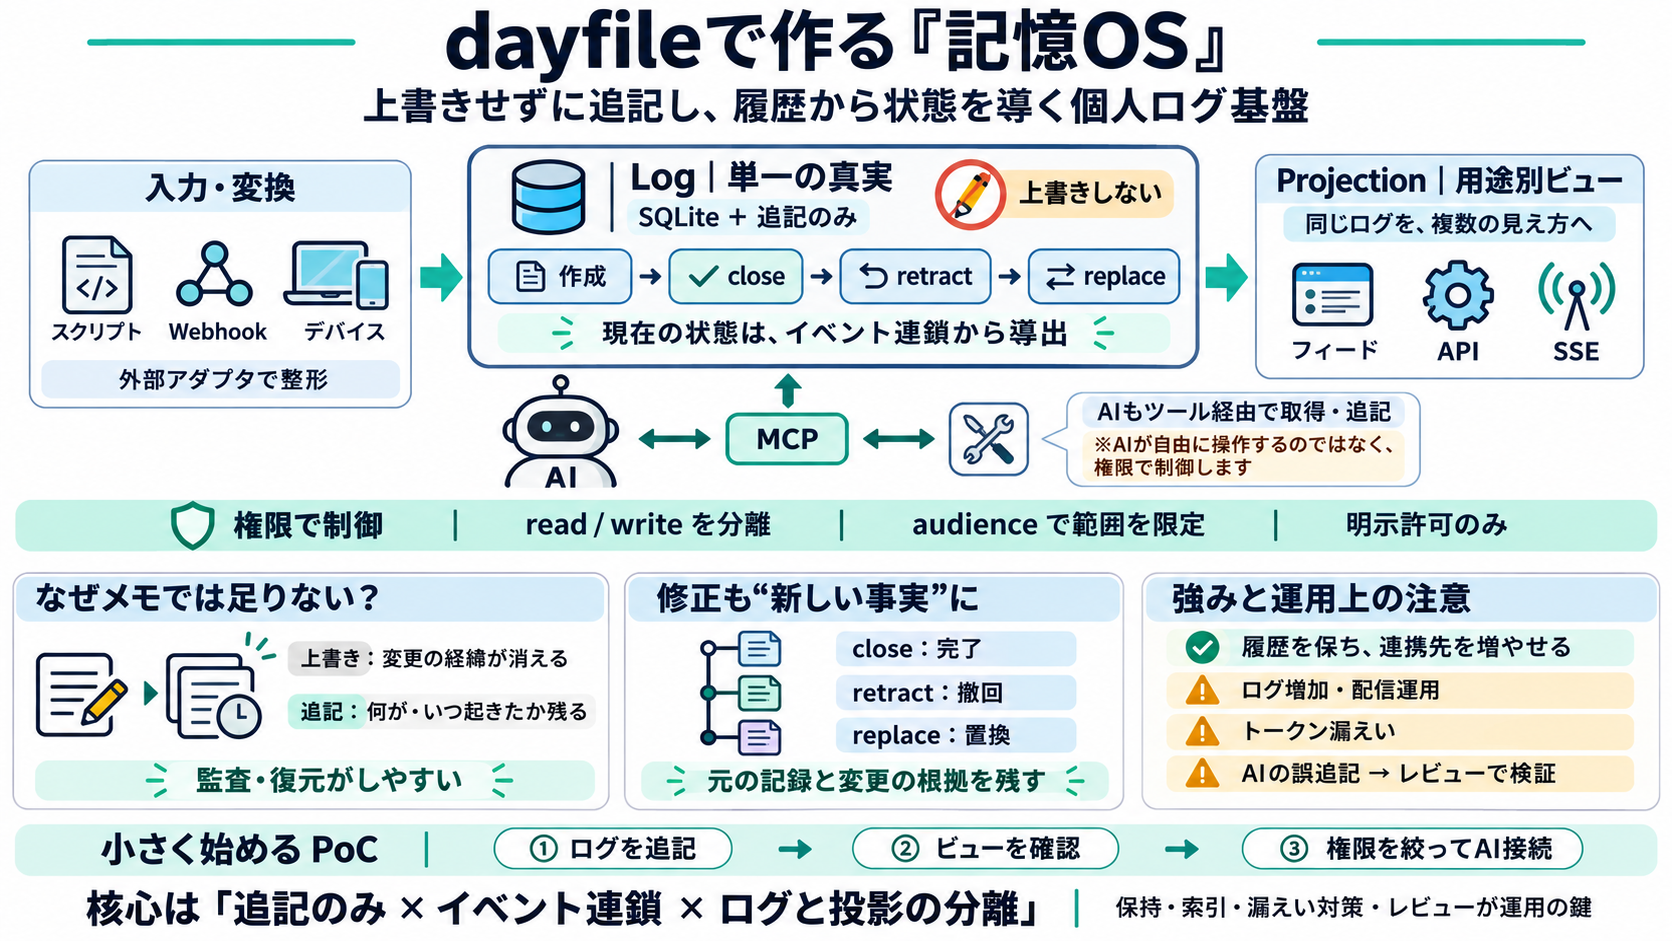 dayfileで作る『記憶OS』
上書きせずに追記し、履歴から状態を導く個人ログ基盤
入力・変換
スクリプト
Webhook
デバイス
外部アダプタで整形
Log｜単一の真実
SQLite + 追記のみ
上書きしない
作成
close
retract
replace
現在の状態は、イベント連鎖から導出
Projection｜用途別ビュー
同じログを、複数の見え方へ
フィード
API
SSE
AI
MCP
AIもツール経由で取得・追記
※AIが自由に操作するのではなく、
権限で制御します
権限で制御
read / write を分離
audience で範囲を限定
明示許可のみ
なぜメモでは足りない？
上書き：変更の経緯が消える
追記：何が・いつ起きたか残る
監査・復元がしやすい
修正も“新しい事実”に
close：完了
retract：撤回
replace：置換
元の記録と変更の根拠を残す
強みと運用上の注意
履歴を保ち、連携先を増やせる
ログ増加・配信運用
トークン漏えい
AIの誤追記 → レビューで検証
小さく始める PoC
① ログを追記
② ビューを確認
③ 権限を絞ってAI接続
核心は「追記のみ × イベント連鎖 × ログと投影の分離」
保持・索引・漏えい対策・レビューが運用の鍵